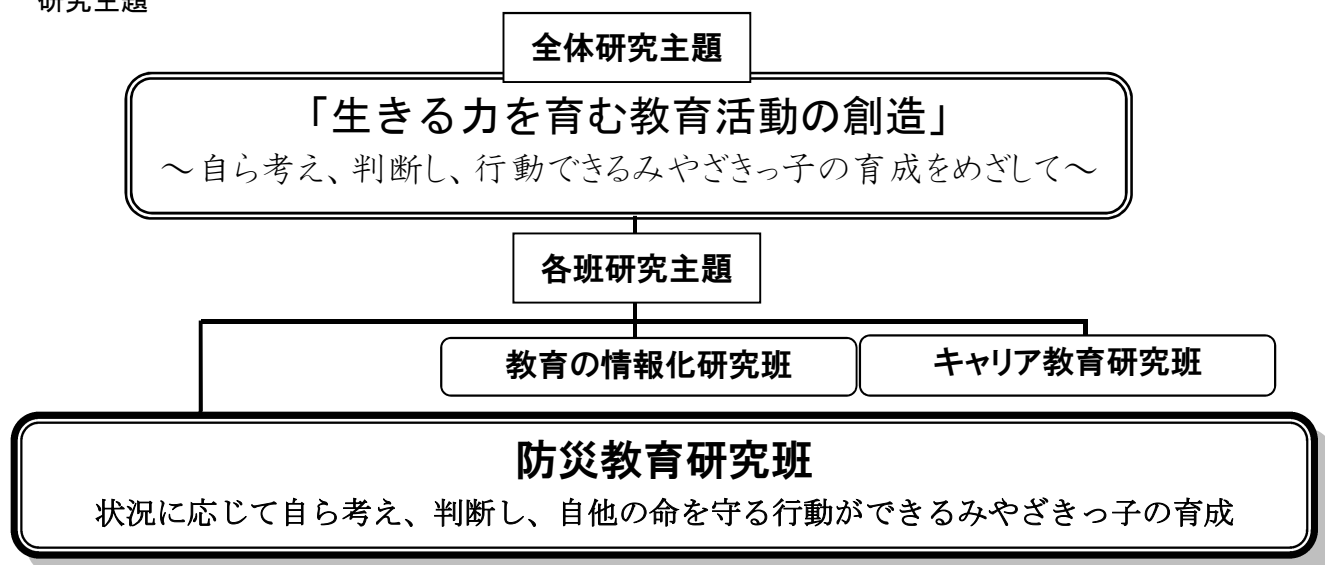 研究主題
全体研究主題
「生きる力を育む教育活動の創造」
～自ら考え、判断し、行動できるみやざきっ子の育成をめざして～
各班研究主題
教育の情報化研究班
キャリア教育研究班
防災教育研究班
状況に応じて自ら考え、判断し、自他の命を守る行動ができるみやざきっ子の育成